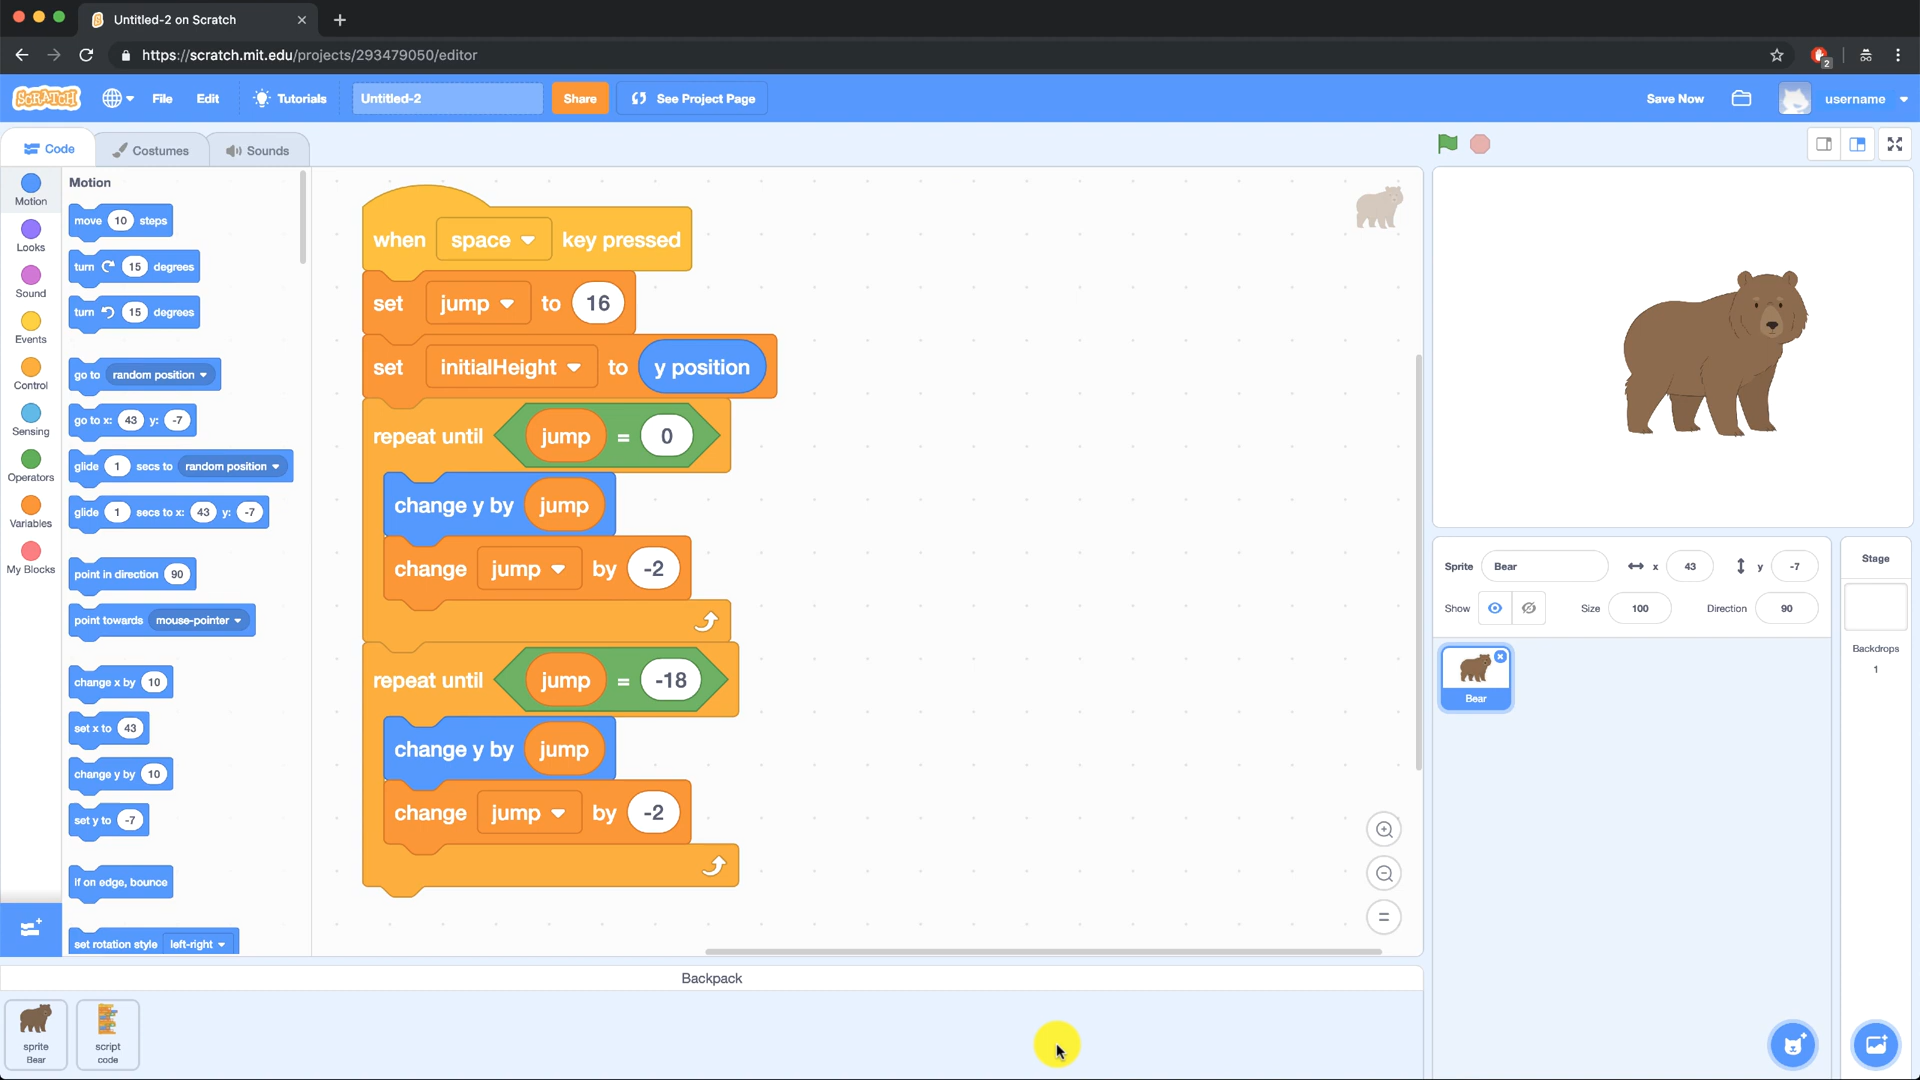 Untitled-2 on Scratch
https://scratch.mit.edu/projects/293479050/editor
2
SCRATCH
File
Edit
Tutorials
Untitled-2
Share
See Project Page
Save Now
username
Code
Costumes
Sounds
Motion
Looks
Sound
Events
Control
Sensing
Operators
Variables
My Blocks
Motion
move 10 steps
turn 15 degrees
turn 15 degrees
go to random position
go to x: 43 y: -7
glide 1 secs to random position
glide 1 secs to x: 43 y: -7
point in direction 90
point towards mouse-pointer
change x by 10
set x to 43
change y by 10
set y to -7
if on edge, bounce
set rotation style left-right
when space key pressed
set jump to 16
set initialHeight to y position
repeat until jump = 0
change y by jump
change jump by -2
repeat until jump = -18
change y by jump
change jump by -2
Sprite Bear x 43 y -7
Show Size 100 Direction 90
Bear
Stage
Backdrops
1
Backpack
sprite
Bear
script
code